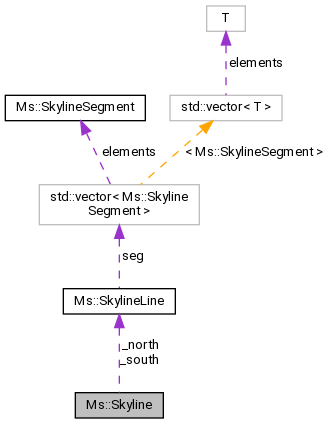 T
elements
Ms::SkylineSegment
std::vector< T >
elements
< Ms::SkylineSegment >
std::vector< Ms::Skyline
Segment >
seg
Ms::SkylineLine
_north
_south
Ms::Skyline